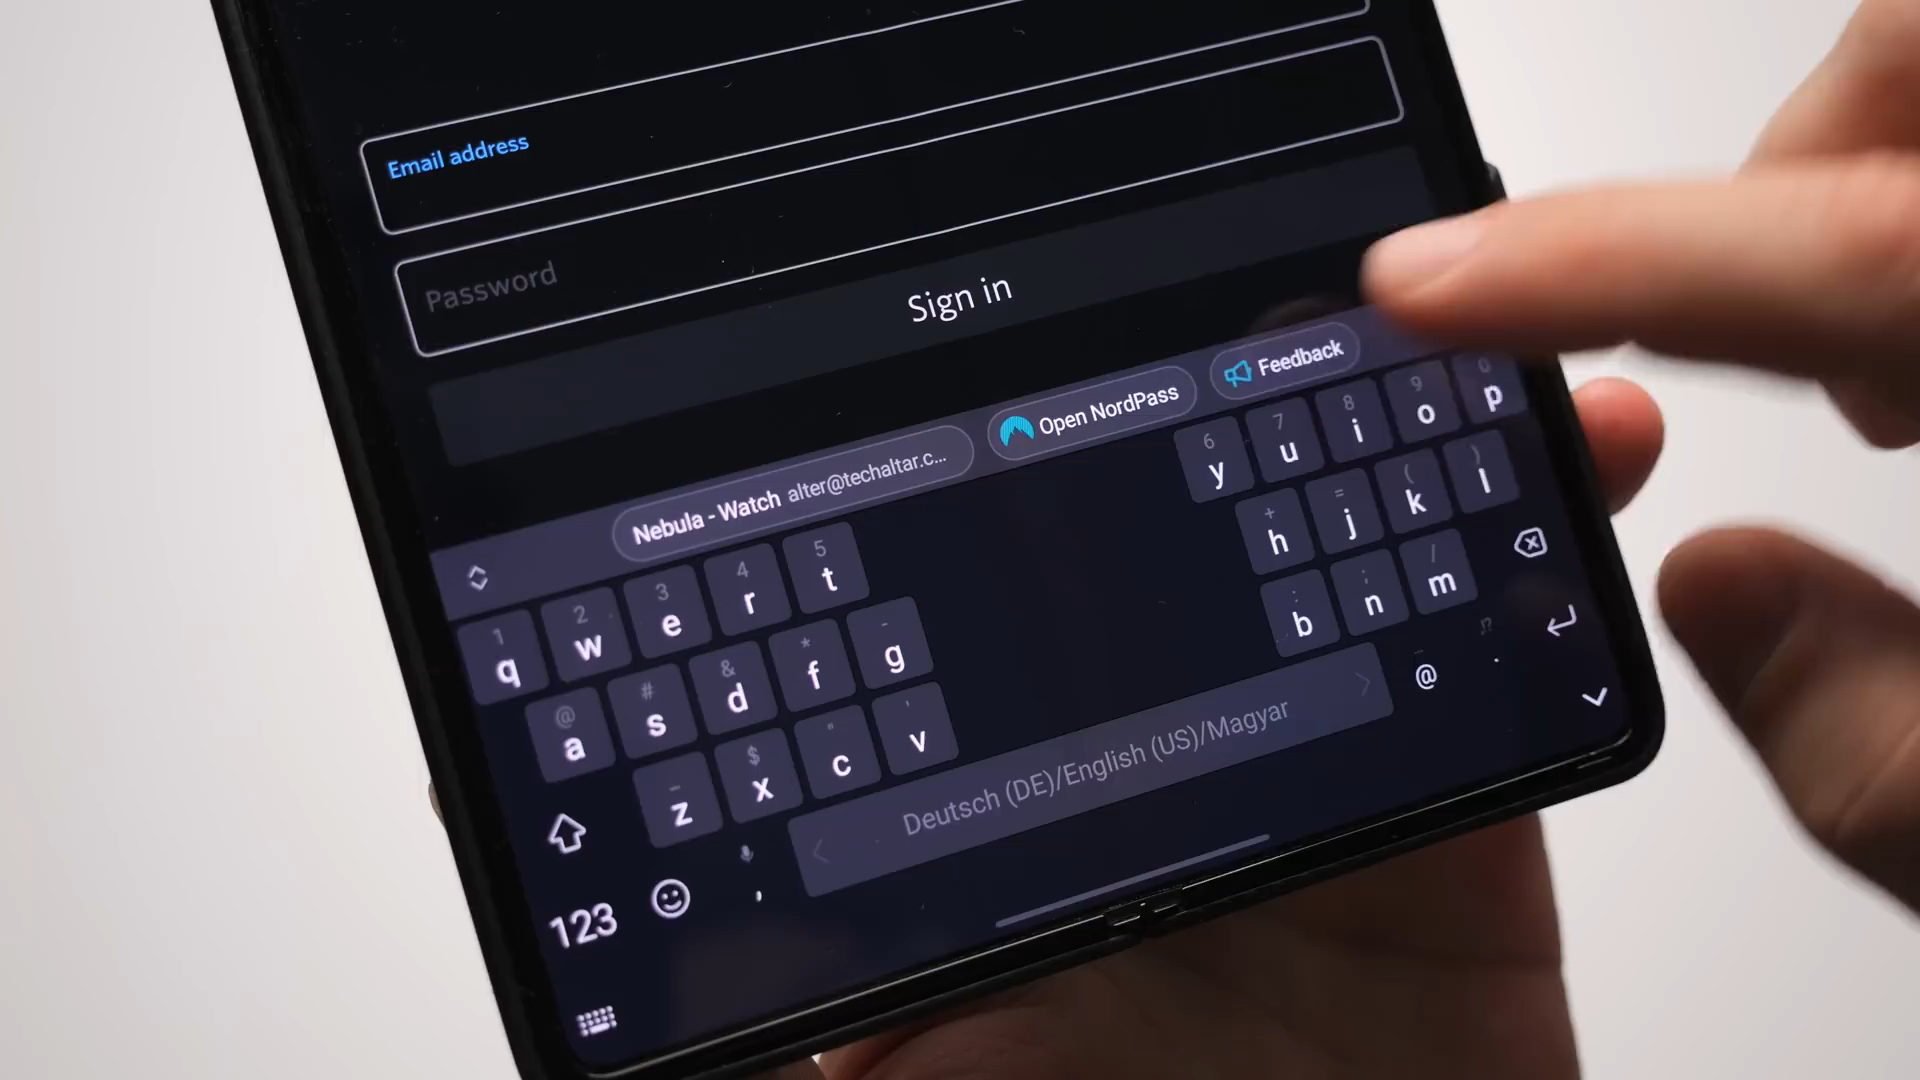 Email address
Password
Sign in
Nebula - Watch alter@techaltar.c...
Open NordPass
Feedback
1 2 3 4 5 6 7 8 9 0
q w e r t y u i o p
@ # & * - + = ( )
a s d f g h j k l
_ $ " ' : ; /
z x c v b n m
123
,
< Deutsch (DE)/English (US)/Magyar >
@
.